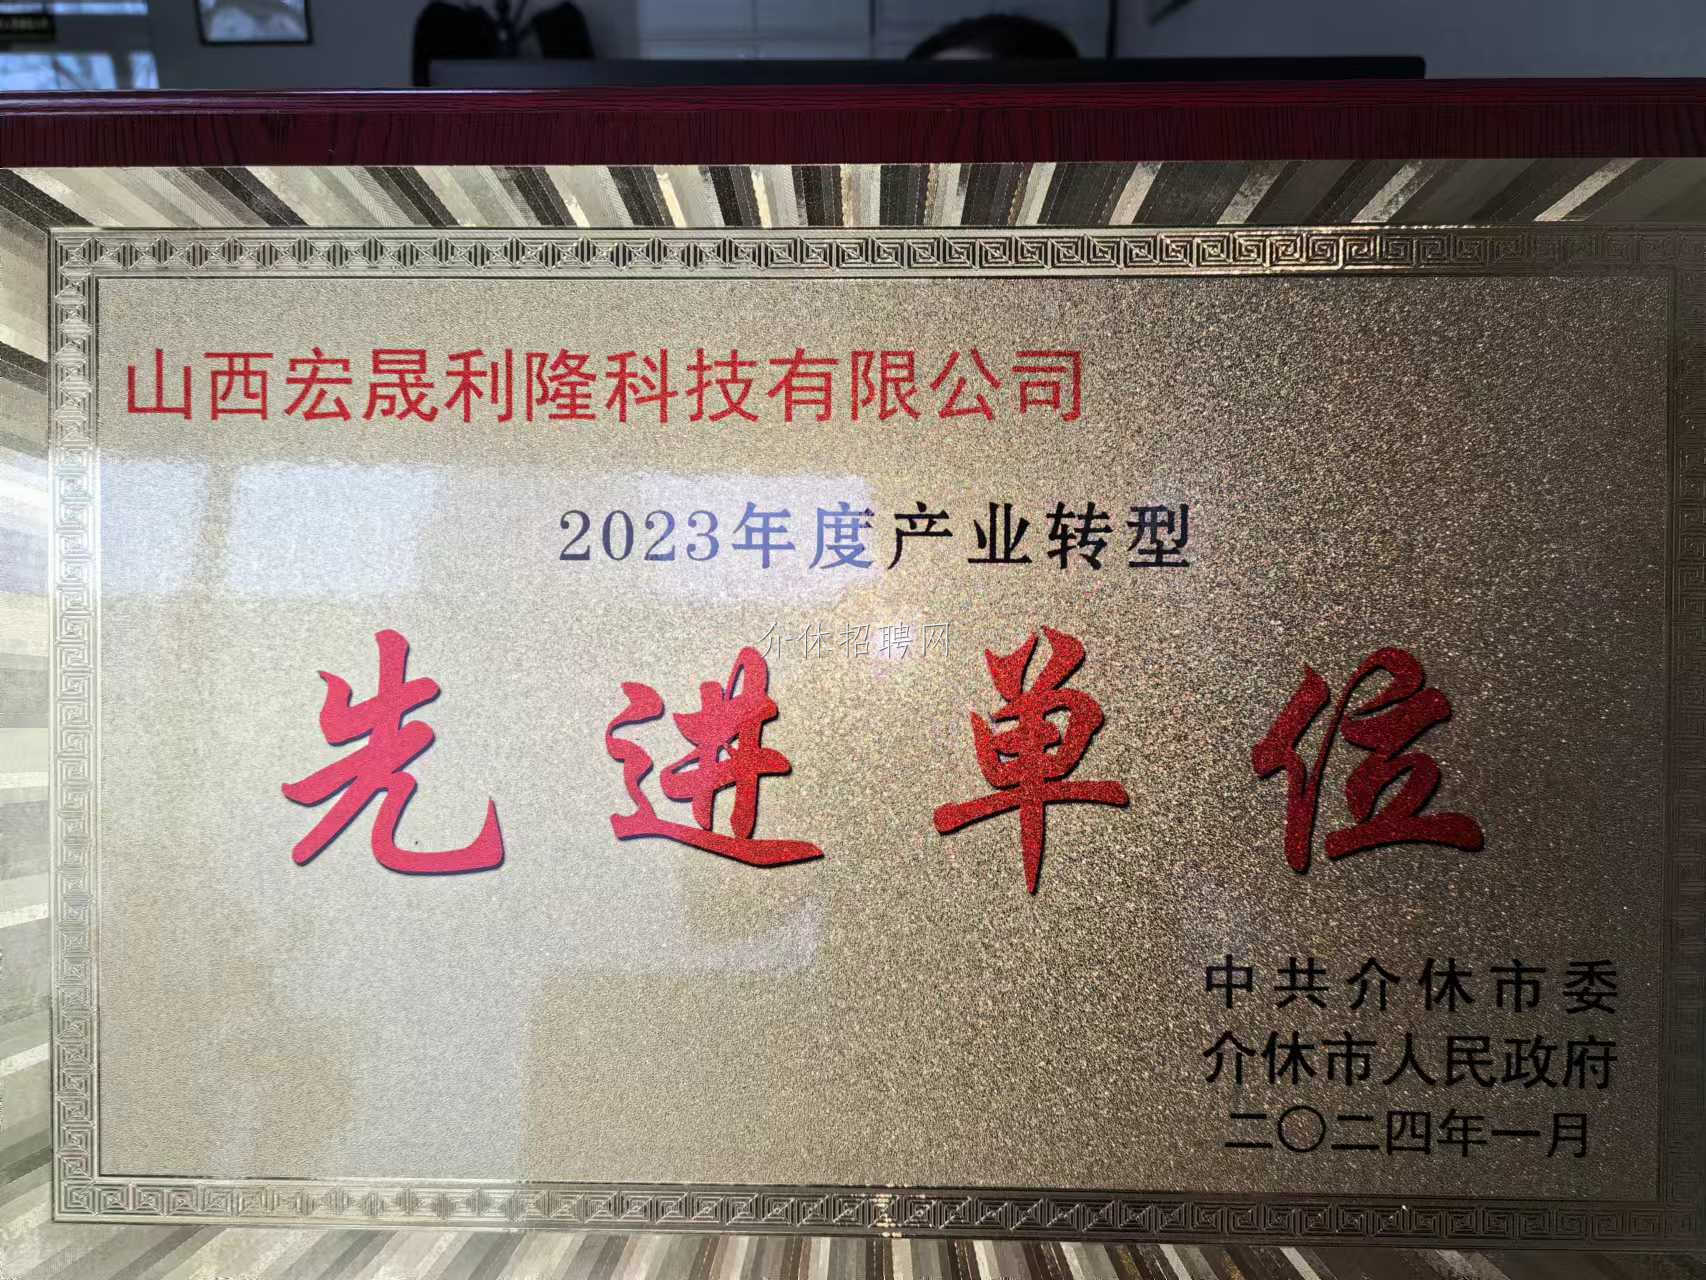 山西宏晟利隆科技有限公司
2023年度产业转型
介休招聘网
先进单位
中共介休市委
介休市人民政府
二〇二四年一月